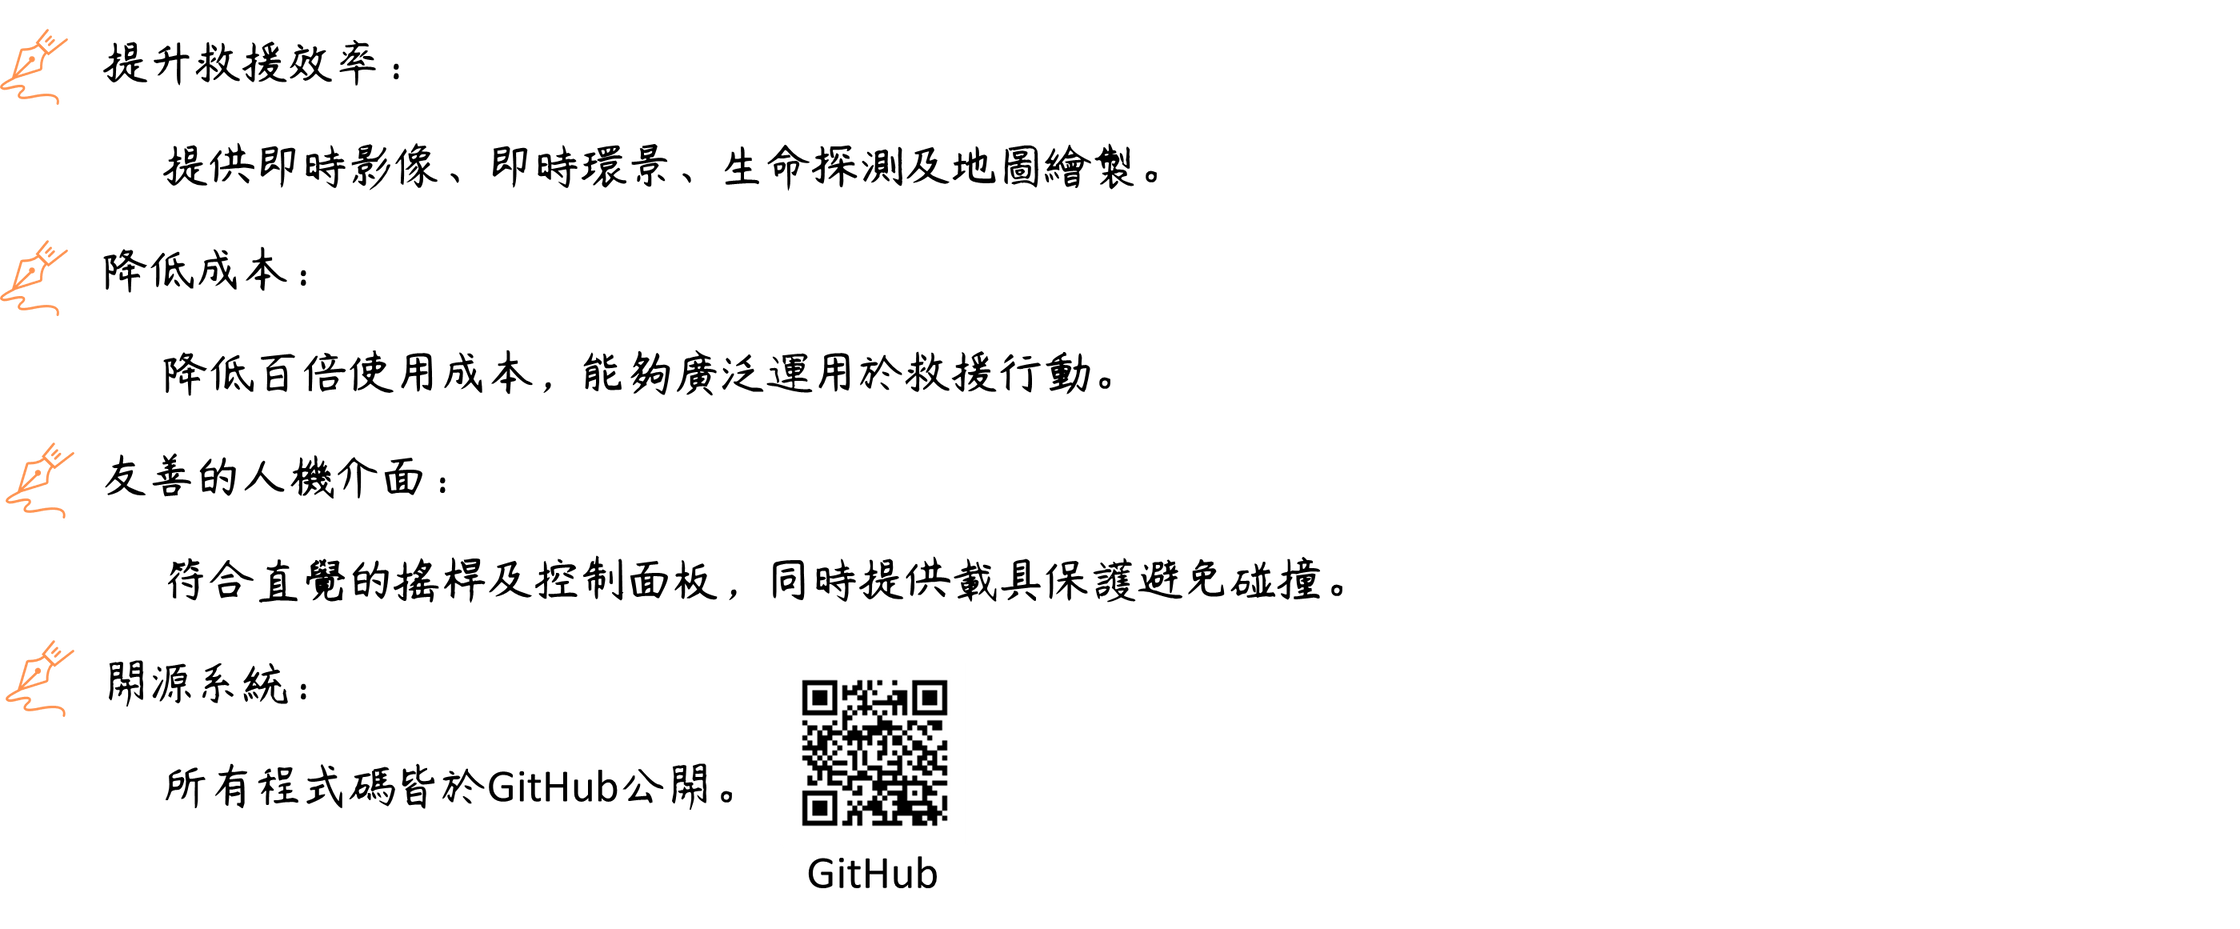 提升救援效率：
提供即時影像、即時環景、生命探測及地圖繪製。
降低成本：
降低百倍使用成本，能夠廣泛運用於救援行動。
友善的人機介面：
符合直覺的搖桿及控制面板，同時提供載具保護避免碰撞。
開源系統：
所有程式碼皆於GitHub公開。
GitHub